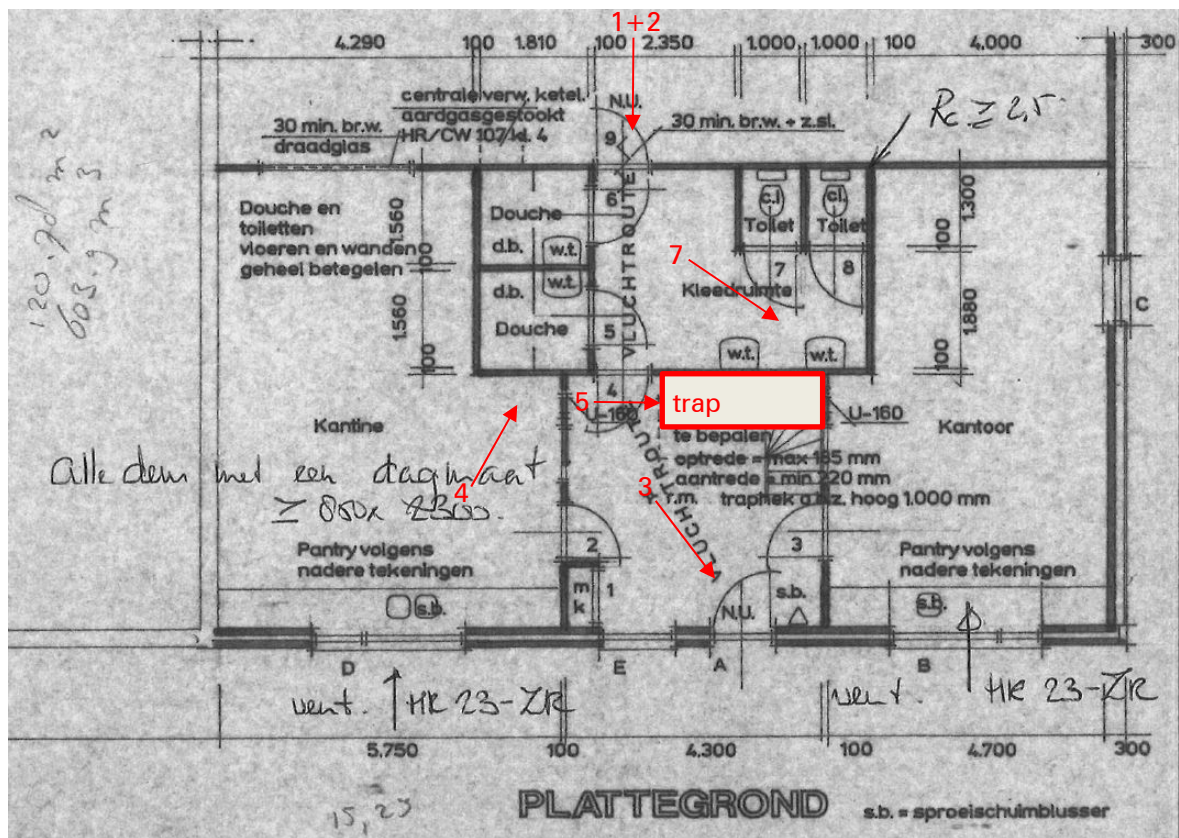 1+2
4.290 100 1.810 100 2.350 1.000 1.000 100 4.000 300
centrale verw. ketel.
aardgasgestookt
HR/CW 107/kl. 4
N.U.
30 min. br.w.
draadglas
9
30 min. br.w. + z.sl.
Rc ≥ 2,5
Douche en
toiletten
vloeren en wanden
geheel betegelen
1.560
100
1.560
100
Douche
d.b.
w.t.
w.t.
d.b.
Douche
6
5
VLUCHTROUTE
c.l.
Toilet
cl.
Toilet
7
8
7
Kleedruimte
w.t.
w.t.
1.300
100
1.880
100
C
4
5
trap
U-160
U-160
Kantine
Kantoor
VLUCHTROUTE
te bepalen
optrede = max 185 mm
aantrede = min 220 mm
traphek a.b.z. hoog 1.000 mm
r.m.
met een dagmaat
4
3
Pantry volgens
nadere tekeningen
2
3
Pantry volgens
nadere tekeningen
m
k
1
s.b.
N.U.
s.b.
s.b.
D E A B
vent. HR 23-ZR
vent. HR 23-ZR
5.750 100 4.300 100 4.700 300
PLATTEGROND
s.b. = sproeischuimblusser
15,25